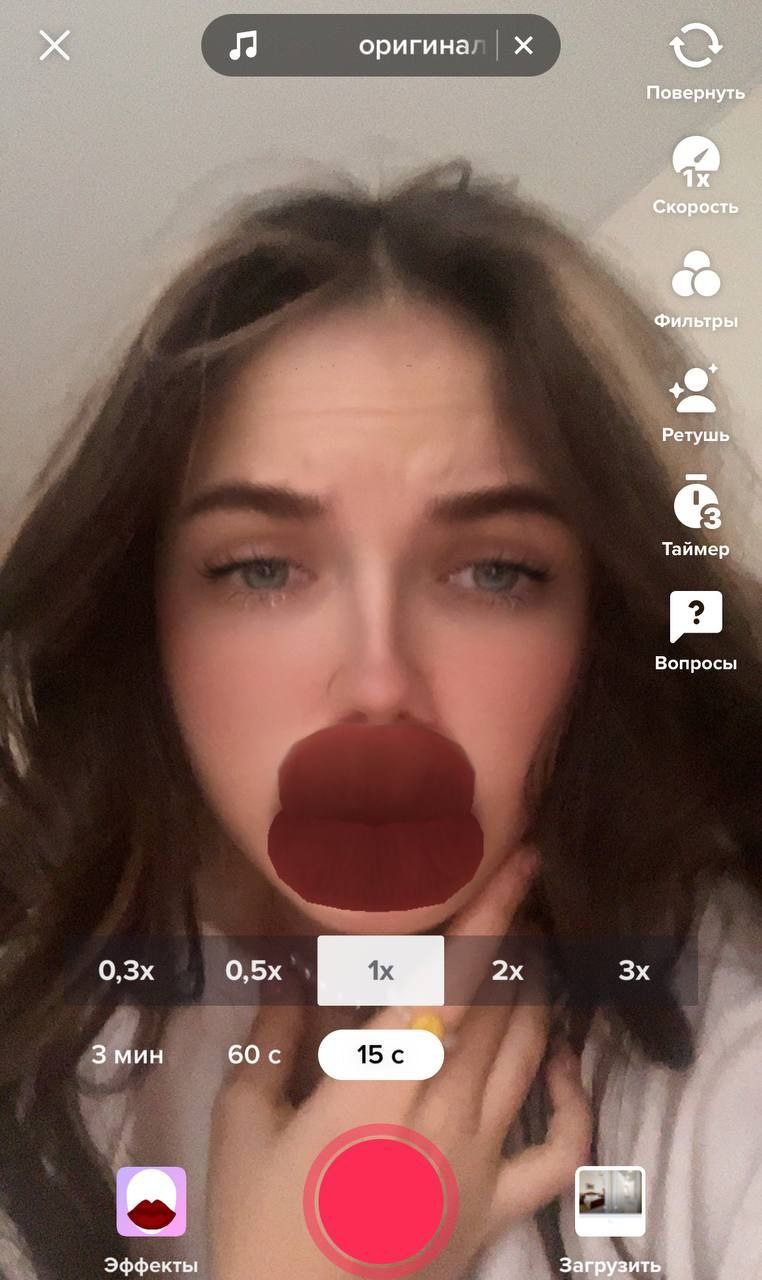 оригинал
Повернуть
1x
Скорость
Фильтры
Ретушь
3
Таймер
?
Вопросы
0,3x 0,5x 1x 2x 3x
3 мин 60 с 15 с
Эффекты Загрузить